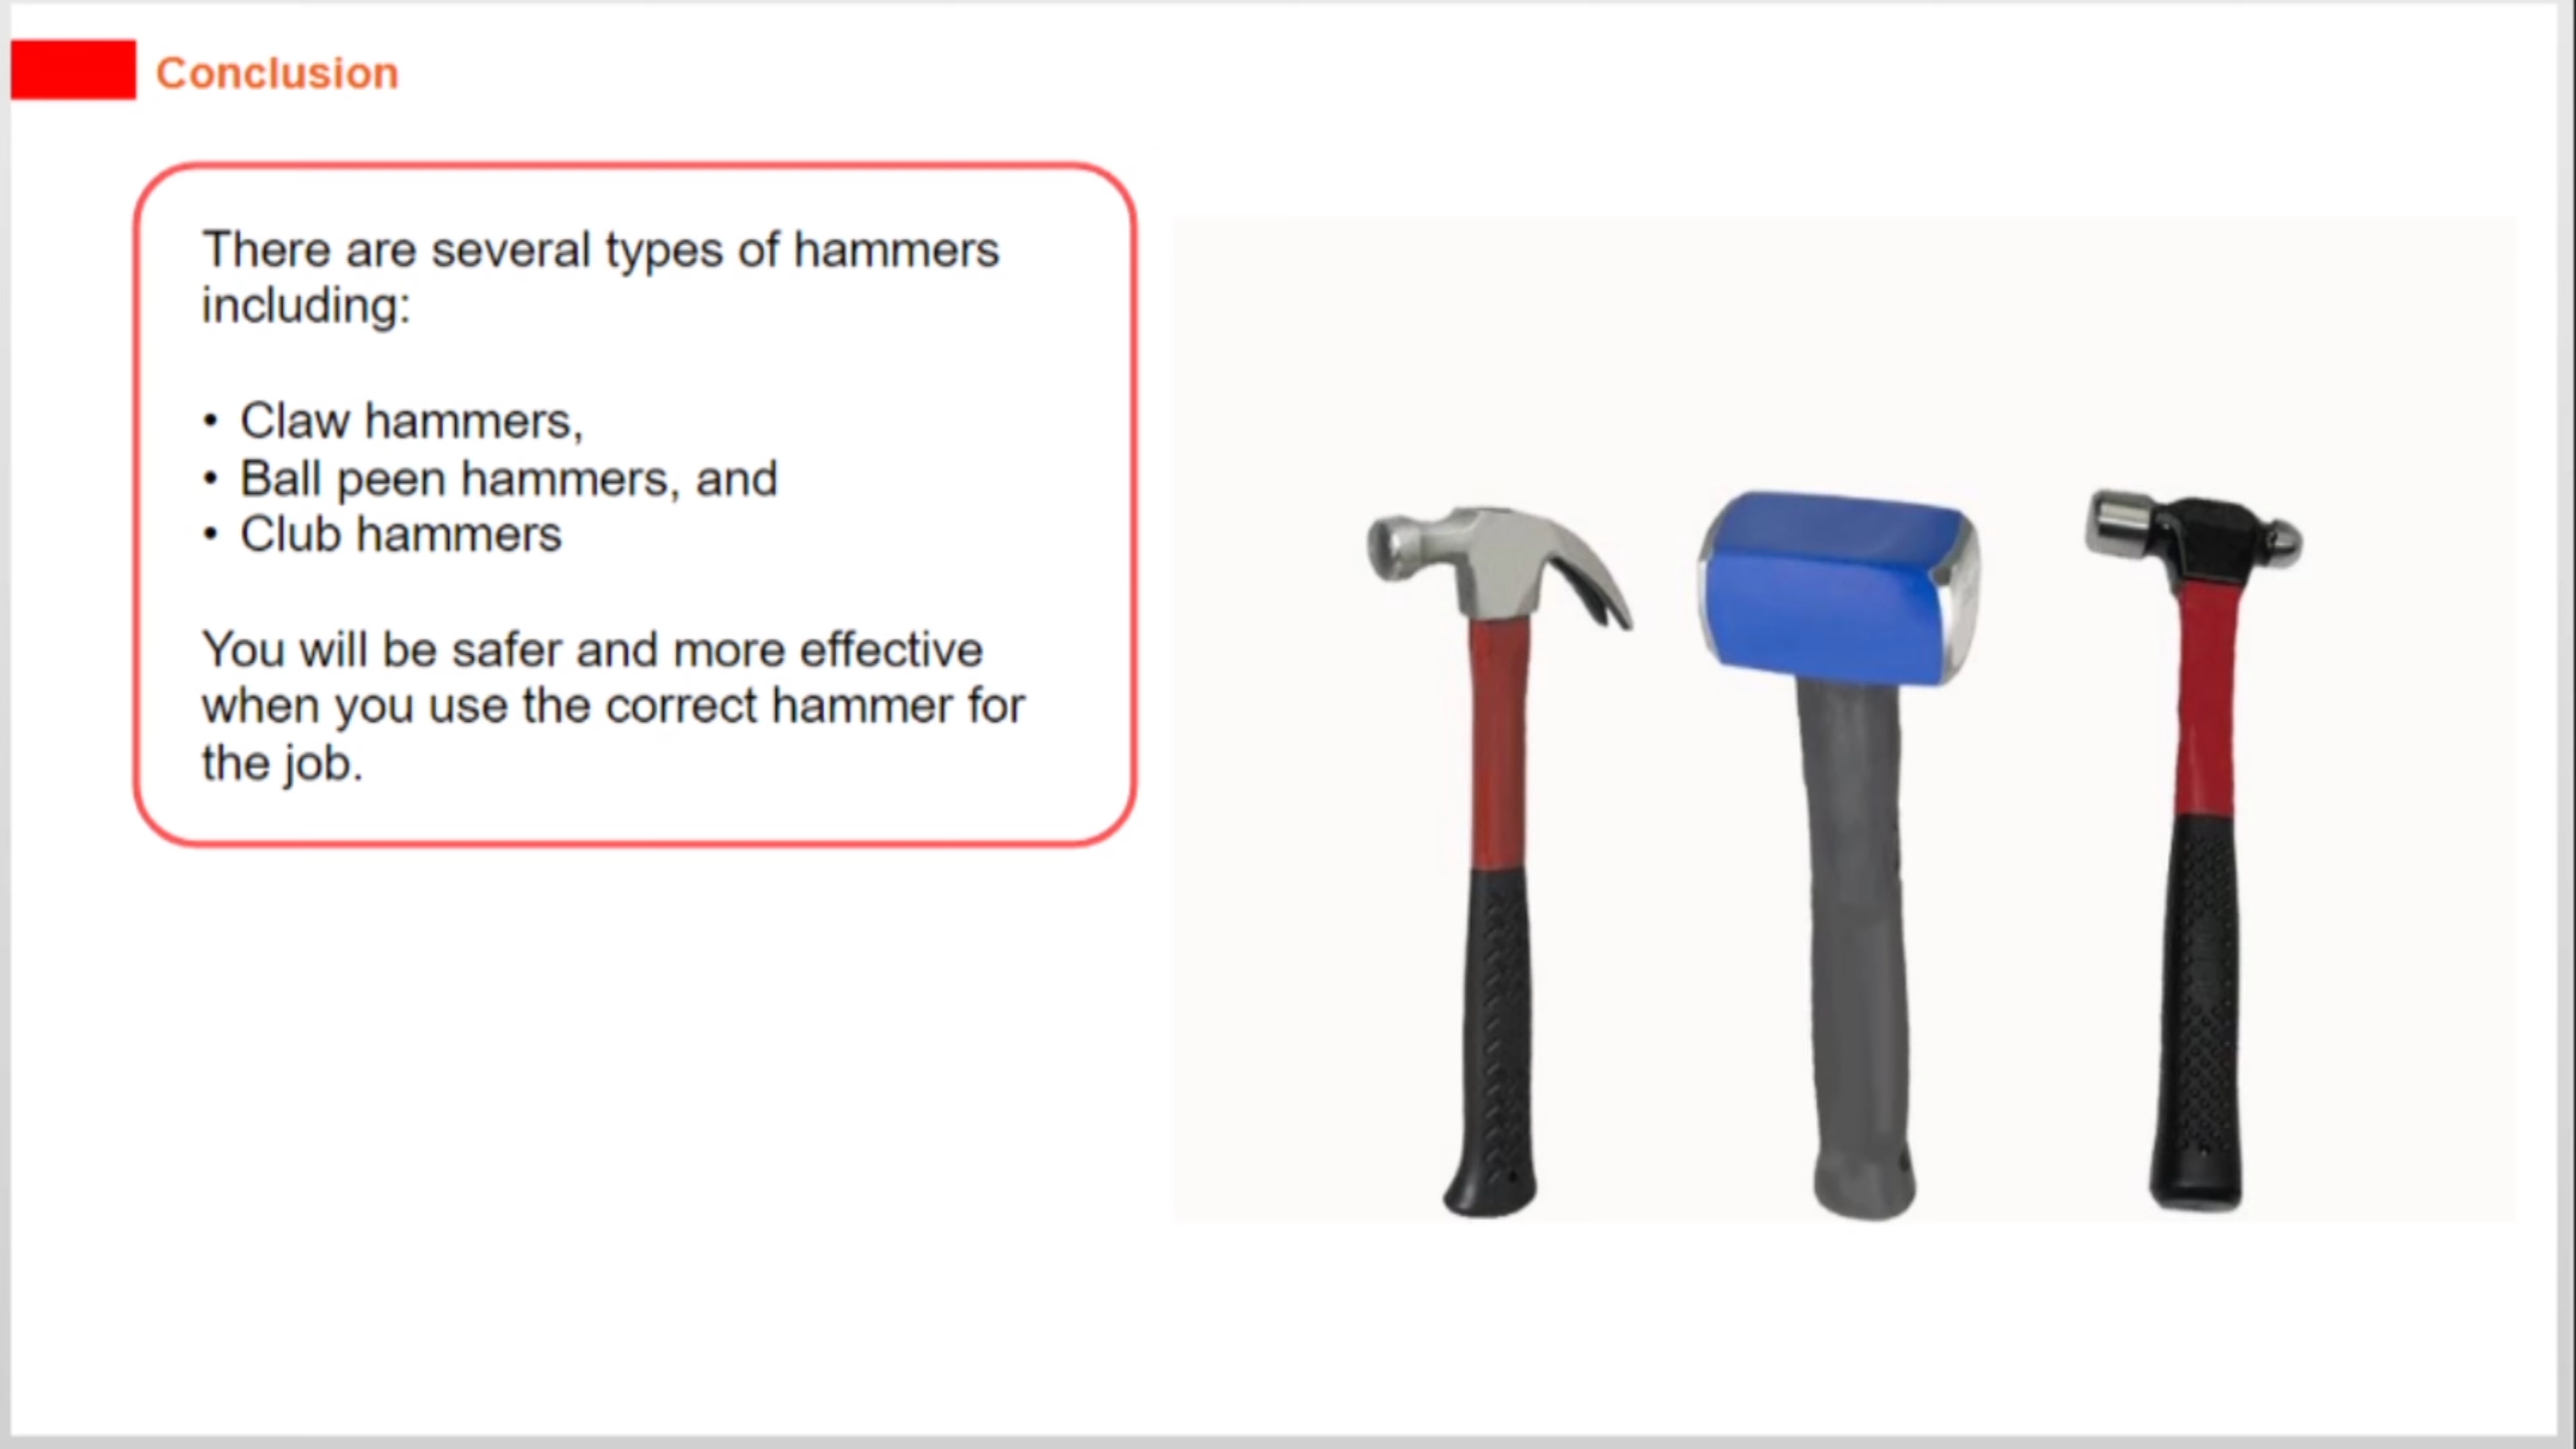 Conclusion
There are several types of hammers
including:
• Claw hammers,
• Ball peen hammers, and
• Club hammers
You will be safer and more effective
when you use the correct hammer for
the job.